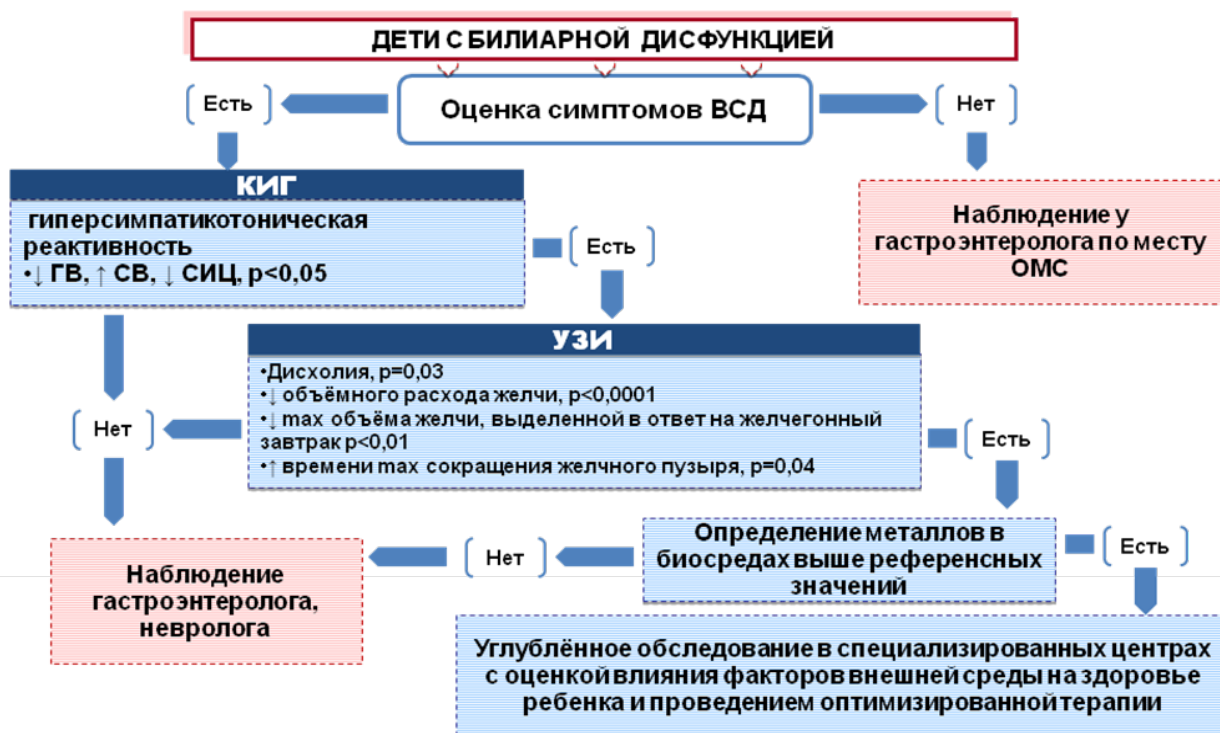 ДЕТИ С БИЛИАРНОЙ ДИСФУНКЦИЕЙ
Есть
Оценка симптомов ВСД
Нет
КИГ
гиперсимпатикотоническая
реактивность
•↓ ГВ, ↑ СВ, ↓ СИЦ, p<0,05
Есть
Наблюдение у
гастроэнтеролога по месту
ОМС
УЗИ
•Дисхолия, p=0,03
•↓ объёмного расхода желчи, p<0,0001
•↓ max объёма желчи, выделенной в ответ на желчегонный
завтрак p<0,01
•↑ времени max сокращения желчного пузыря, p=0,04
Нет
Есть
Определение металлов в
биосредах выше референсных
значений
Нет
Есть
Наблюдение
гастроэнтеролога,
невролога
Углублённое обследование в специализированных центрах
с оценкой влияния факторов внешней среды на здоровье
ребенка и проведением оптимизированной терапии